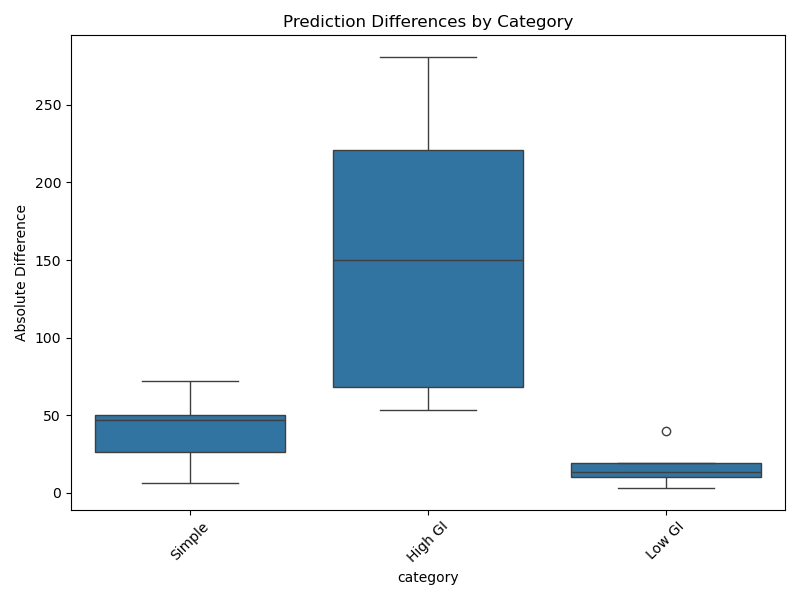 Prediction Differences by Category
Absolute Difference
250
200
150
100
50
0
Simple
High GI
Low GI
category